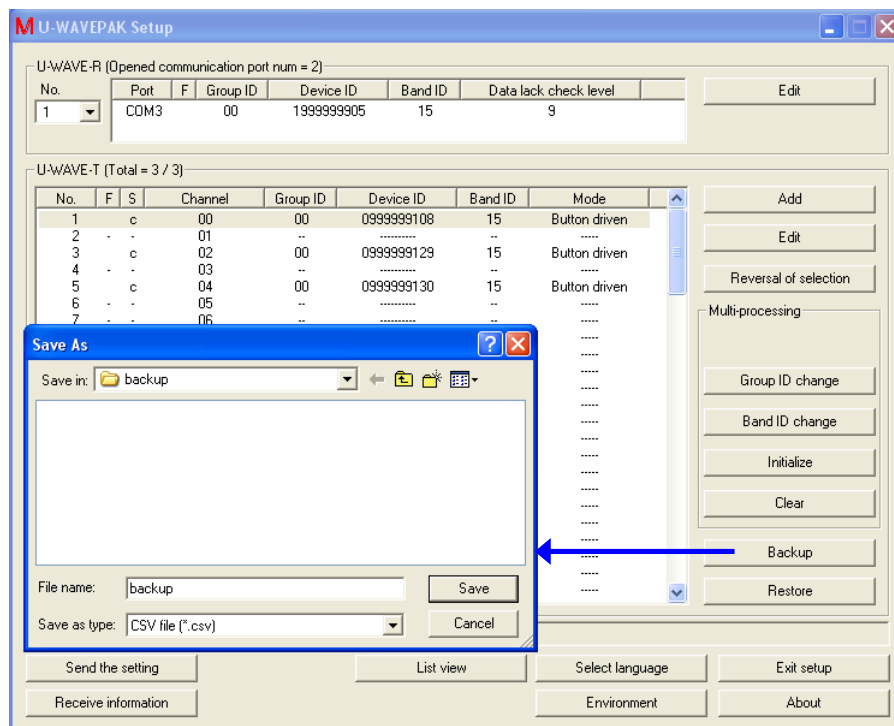 M U-WAVEPAK Setup
U-WAVE-R (Opened communication port num = 2)
No. Port F Group ID Device ID Band ID Data lack check level
1 COM3 00 1999999905 15 9
Edit
U-WAVE-T (Total = 3 / 3)
No. F S Channel Group ID Device ID Band ID Mode
1 c 00 00 0999999108 15 Button driven
2 - - 01 -- ---------- -- -----
3 c 02 00 0999999129 15 Button driven
4 - - 03 -- ---------- -- -----
5 c 04 00 0999999130 15 Button driven
6 - - 05 -- ---------- -- -----
7 - - 06 -- ---------- -- -----
Add
Edit
Reversal of selection
Multi-processing
Group ID change
Band ID change
Initialize
Clear
Backup
Restore
Save As
Save in: backup
File name: backup
Save
Save as type: CSV file (*.csv)
Cancel
Send the setting
List view
Select language
Exit setup
Receive information
Environment
About